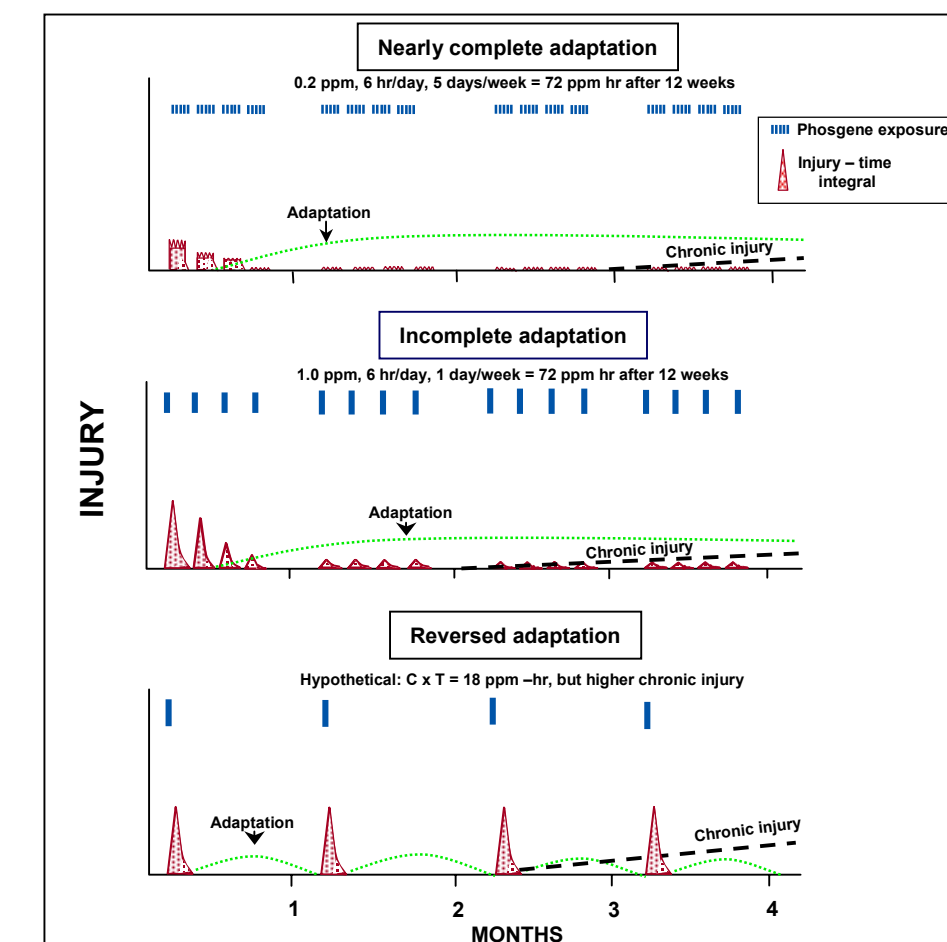 Nearly complete adaptation
0.2 ppm, 6 hr/day, 5 days/week = 72 ppm hr after 12 weeks
Phosgene exposure
Injury – time
integral
Adaptation
Chronic injury
Incomplete adaptation
1.0 ppm, 6 hr/day, 1 day/week = 72 ppm hr after 12 weeks
INJURY
Adaptation
Chronic injury
Reversed adaptation
Hypothetical: C x T = 18 ppm –hr, but higher chronic injury
Adaptation
Chronic injury
1 2 3 4
MONTHS